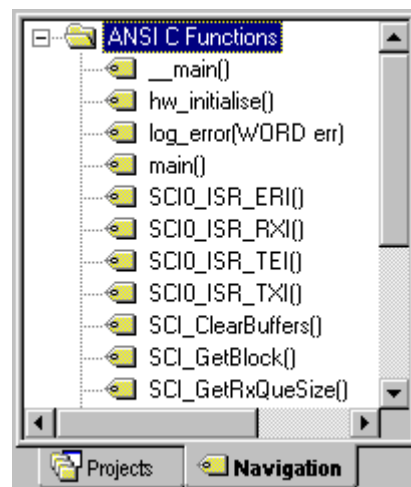 ANSI C Functions
__main()
hw_initialise()
log_error(WORD err)
main()
SCI0_ISR_ERI()
SCI0_ISR_RXI()
SCI0_ISR_TEI()
SCI0_ISR_TXI()
SCI_ClearBuffers()
SCI_GetBlock()
SCI_GetRxQueSize()
Projects Navigation